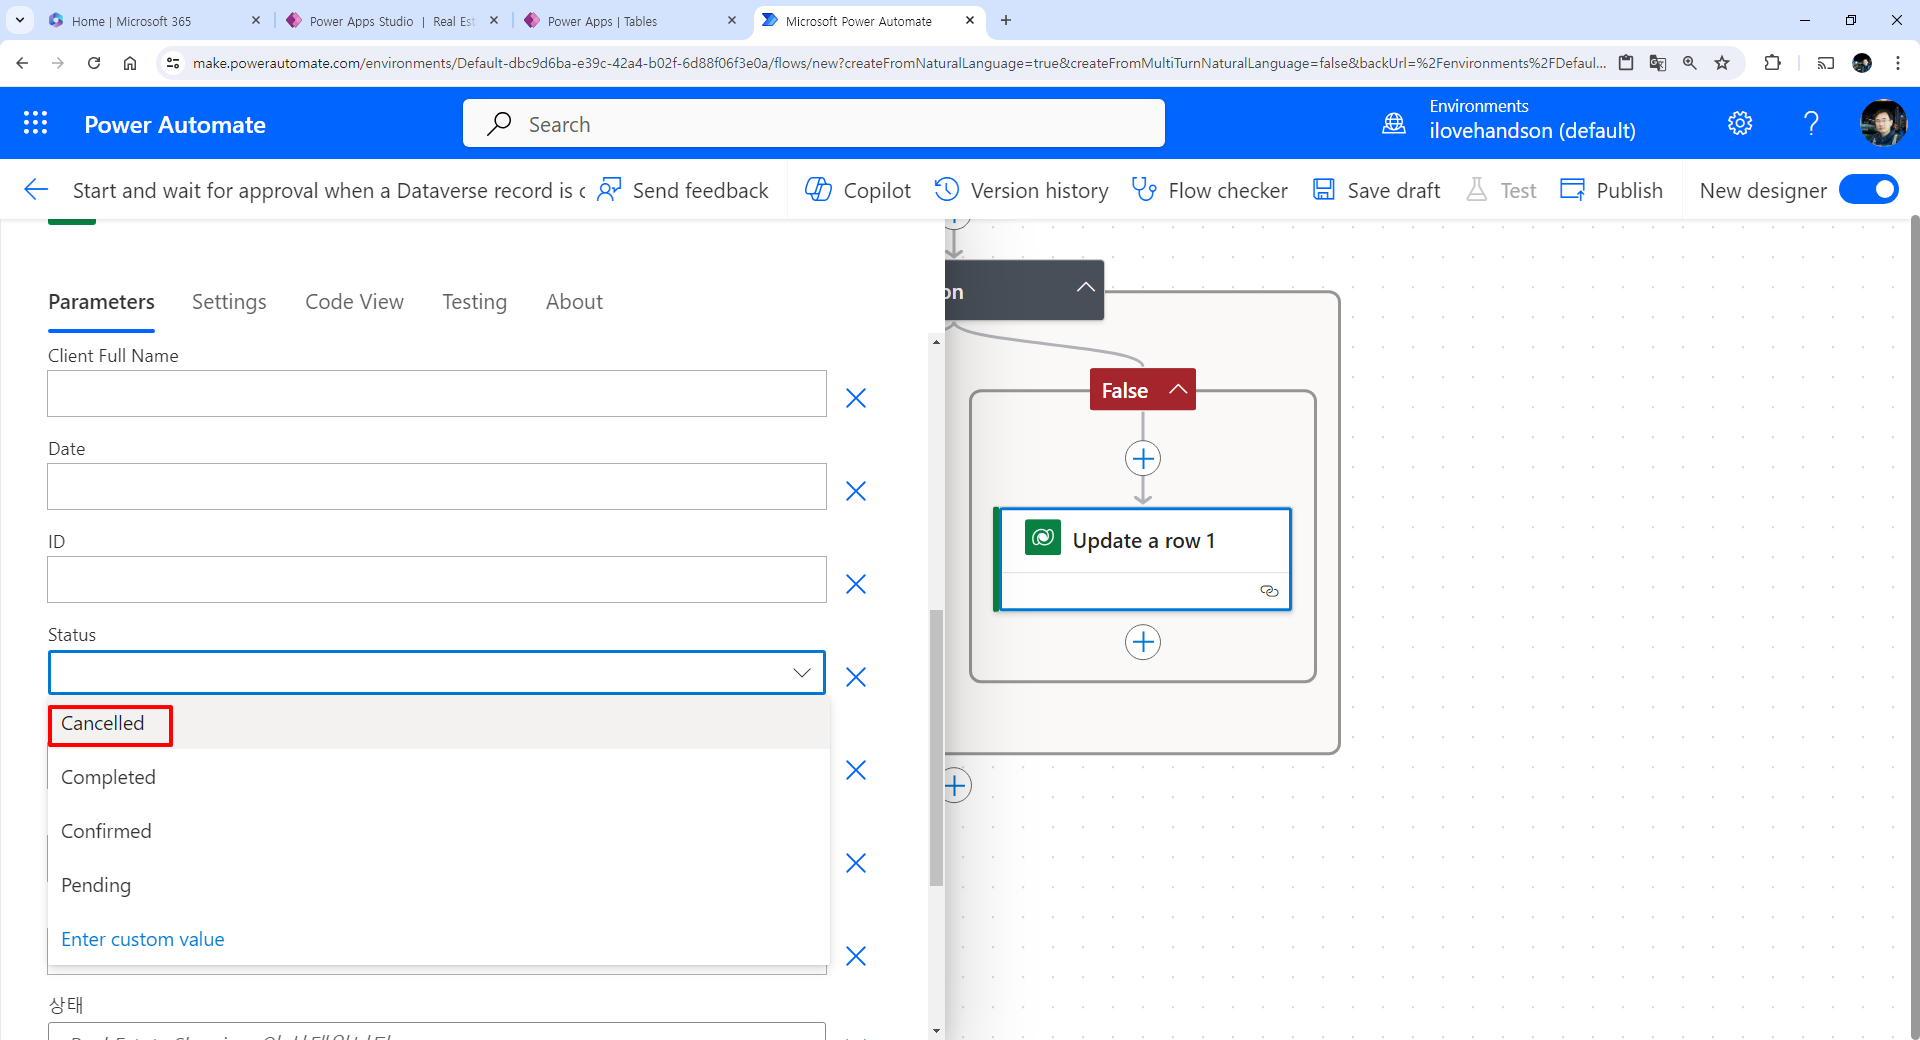 Home | Microsoft 365
Power Apps Studio | Real Est
Power Apps | Tables
Microsoft Power Automate
make.powerautomate.com/environments/Default-dbc9d6ba-e39c-42a4-b02f-6d88f06f3e0a/flows/new?createFromNaturalLanguage=true&createFromMultiTurnNaturalLanguage=false&backUrl=%2Fenvironments%2FDefaul...
Power Automate
Search
Environments
ilovehandson (default)
Start and wait for approval when a Dataverse record is c
Send feedback
Copilot
Version history
Flow checker
Save draft
Test
Publish
New designer
Parameters
Settings
Code View
Testing
About
on
Client Full Name
False
Date
ID
Update a row 1
Status
Cancelled
Completed
Confirmed
Pending
Enter custom value
상태